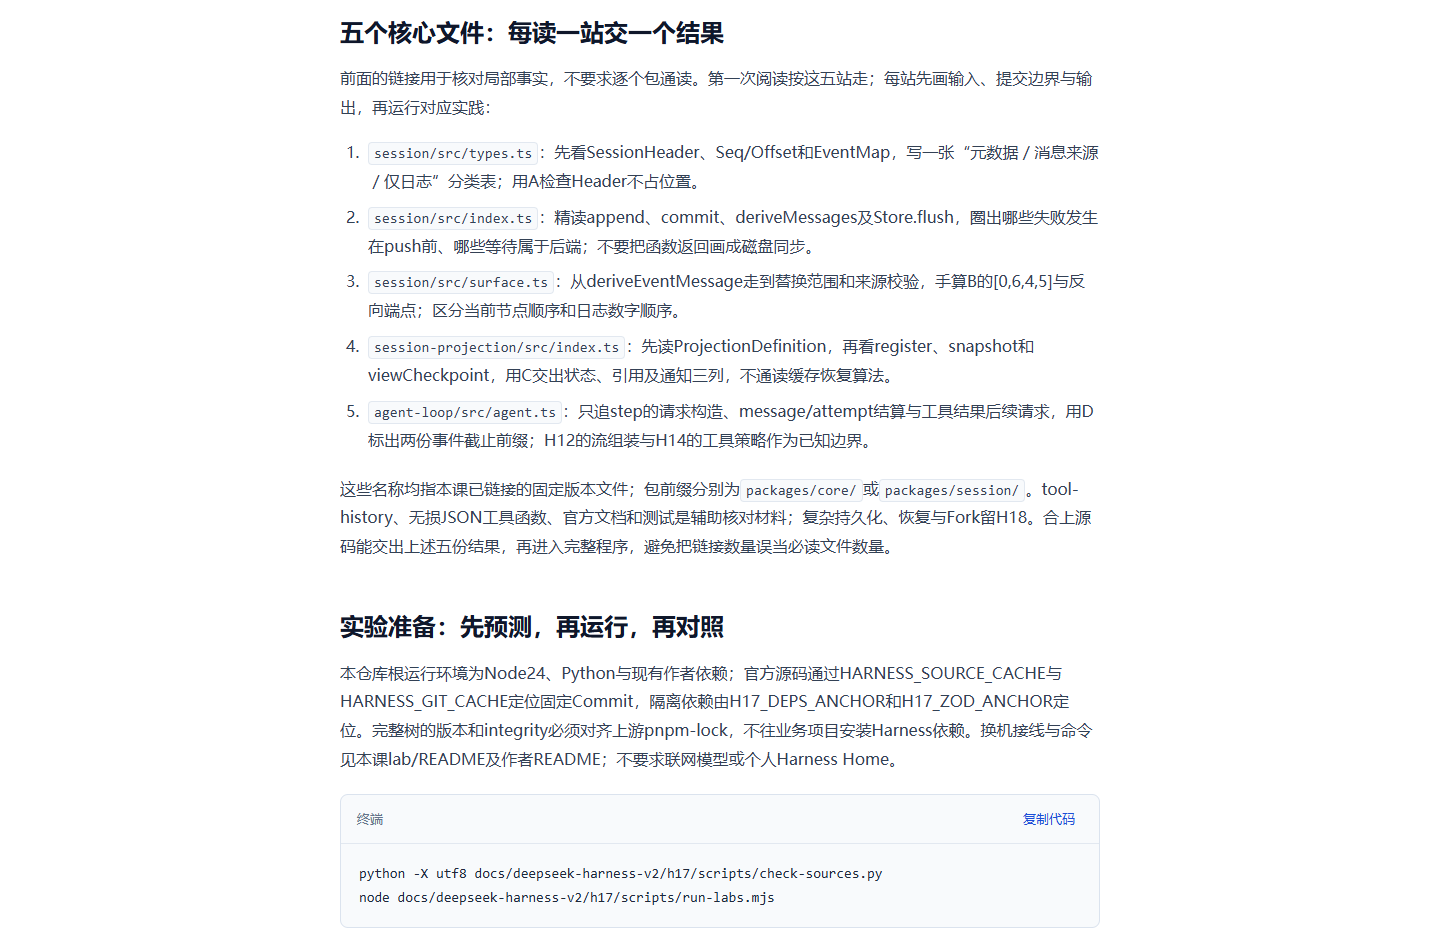 五个核心文件：每读一站交一个结果
前面的链接用于核对局部事实，不要求逐个包通读。第一次阅读按这五站走；每站先画输入、提交边界与输
出，再运行对应实践：
1. session/src/types.ts：先看SessionHeader、Seq/Offset和EventMap，写一张“元数据 / 消息来源
/ 仅日志”分类表；用A检查Header不占位置。
2. session/src/index.ts：精读append、commit、deriveMessages及Store.flush，圈出哪些失败发生
在push前、哪些等待属于后端；不要把函数返回画成磁盘同步。
3. session/src/surface.ts：从deriveEventMessage走到替换范围和来源校验，手算B的[0,6,4,5]与反
向端点；区分当前节点顺序和日志数字顺序。
4. session-projection/src/index.ts：先读ProjectionDefinition，再看register、snapshot和
viewCheckpoint，用C交出状态、引用及通知三列，不通读缓存恢复算法。
5. agent-loop/src/agent.ts：只追step的请求构造、message/attempt结算与工具结果后续请求，用D
标出两份事件截止前缀；H12的流组装与H14的工具策略作为已知边界。
这些名称均指本课已链接的固定版本文件；包前缀分别为packages/core/或packages/session/。tool-
history、无损JSON工具函数、官方文档和测试是辅助核对材料；复杂持久化、恢复与Fork留H18。合上源
码能交出上述五份结果，再进入完整程序，避免把链接数量误当必读文件数量。
实验准备：先预测，再运行，再对照
本仓库根运行环境为Node24、Python与现有作者依赖；官方源码通过HARNESS_SOURCE_CACHE与
HARNESS_GIT_CACHE定位固定Commit，隔离依赖由H17_DEPS_ANCHOR和H17_ZOD_ANCHOR定
位。完整树的版本和integrity必须对齐上游pnpm-lock，不往业务项目安装Harness依赖。换机接线与命令
见本课lab/README及作者README；不要求联网模型或个人Harness Home。
终端
复制代码
python -X utf8 docs/deepseek-harness-v2/h17/scripts/check-sources.py
node docs/deepseek-harness-v2/h17/scripts/run-labs.mjs